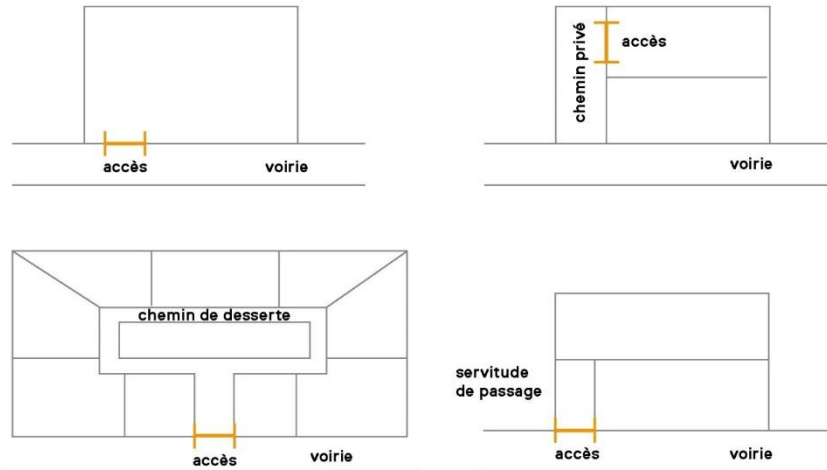 accès
voirie
chemin privé
accès
voirie
chemin de desserte
accès
voirie
servitude
de passage
accès
voirie